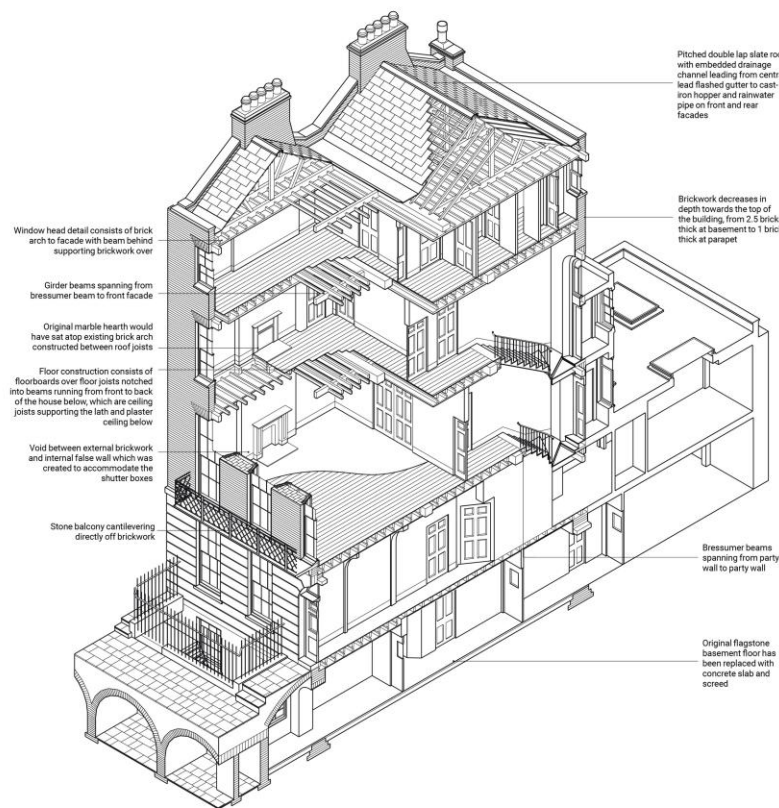 Pitched double lap slate roo
with embedded drainage
channel leading from centr
lead flashed gutter to cast-
iron hopper and rainwater
pipe on front and rear
facades
Brickwork decreases in
depth towards the top of
the building, from 2.5 brick
thick at basement to 1 bric
thick at parapet
Window head detail consists of brick
arch to facade with beam behind
supporting brickwork over
Girder beams spanning from
bressumer beam to front facade
Original marble hearth would
have sat atop existing brick arch
constructed between roof joists
Floor construction consists of
floorboards over floor joists notched
into beams running from front to back
of the house below, which are ceiling
joists supporting the lath and plaster
ceiling below
Void between external brickwork
and internal false wall which was
created to accommodate the
shutter boxes
Stone balcony cantilevering
directly off brickwork
Bressumer beams
spanning from party
wall to party wall
Original flagstone
basement floor has
been replaced with
concrete slab and
screed